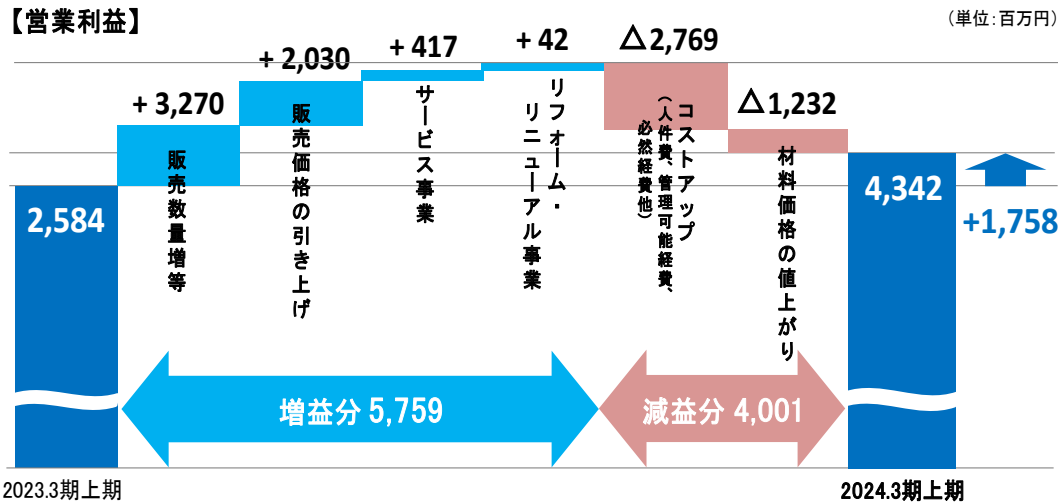 【営業利益】
(単位:百万円)
2,584
+ 3,270
販売数量増等
+ 2,030
販売価格の引き上げ
+ 417
サービス事業
+ 42
リフォーム・
リニューアル事業
△2,769
コストアップ
(人件費、管理可能経費、
必然経費他)
△1,232
材料価格の値上がり
4,342
+1,758
増益分 5,759
減益分 4,001
2023.3期上期
2024.3期上期